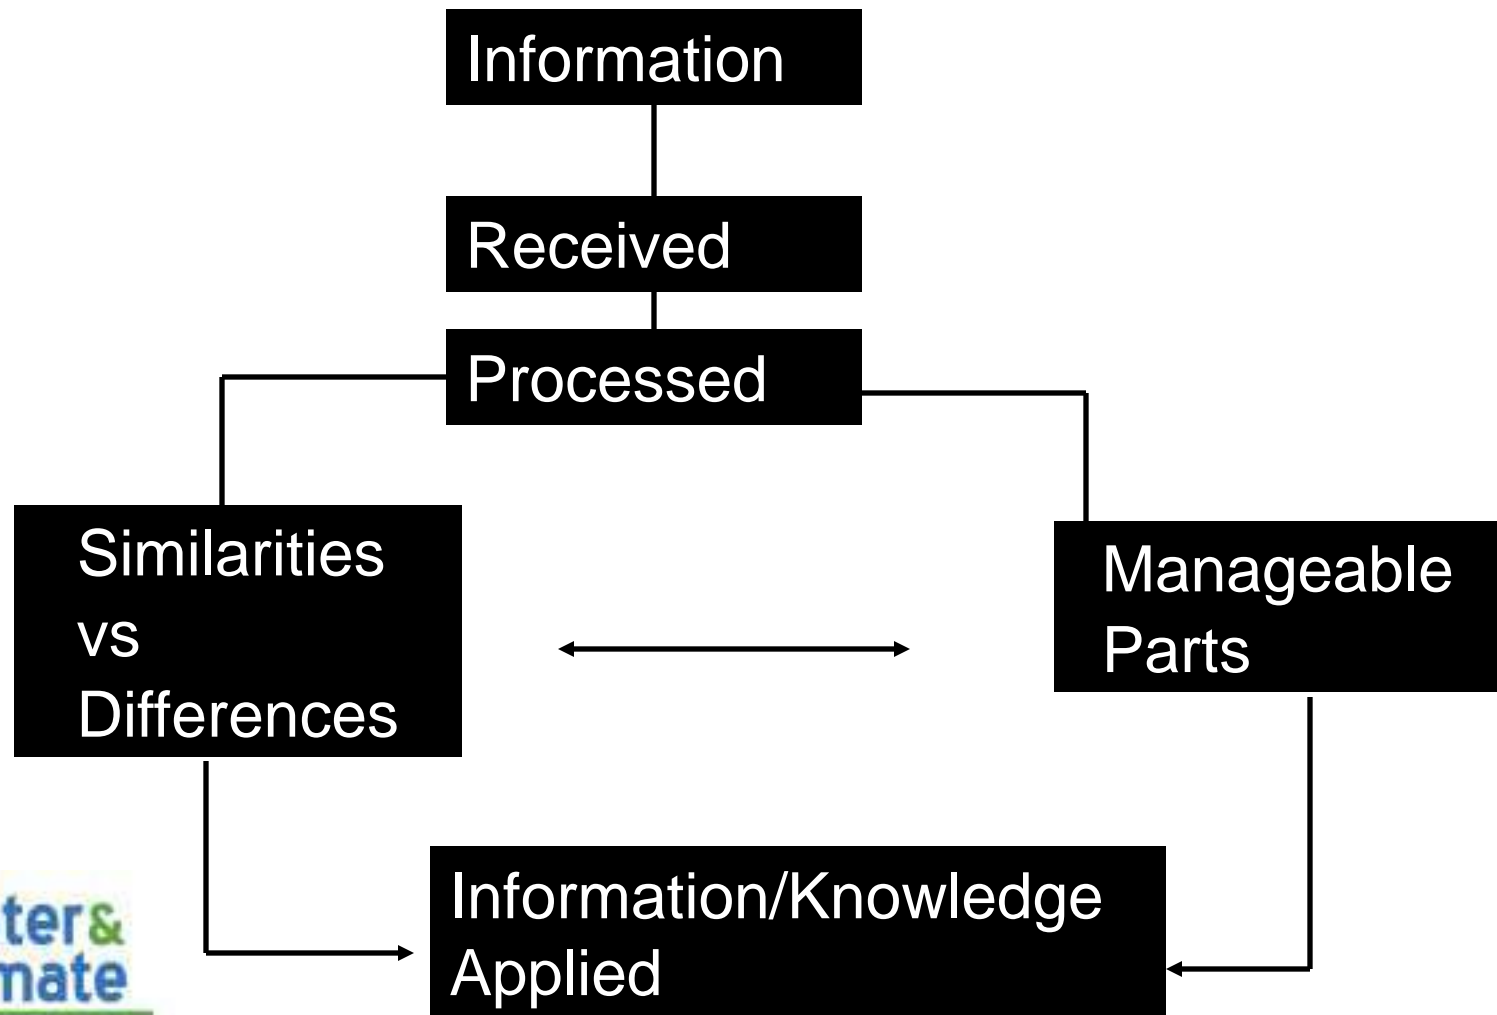 Information
Received
Processed
Similarities
vs
Differences
Manageable
Parts
Information/Knowledge
Applied